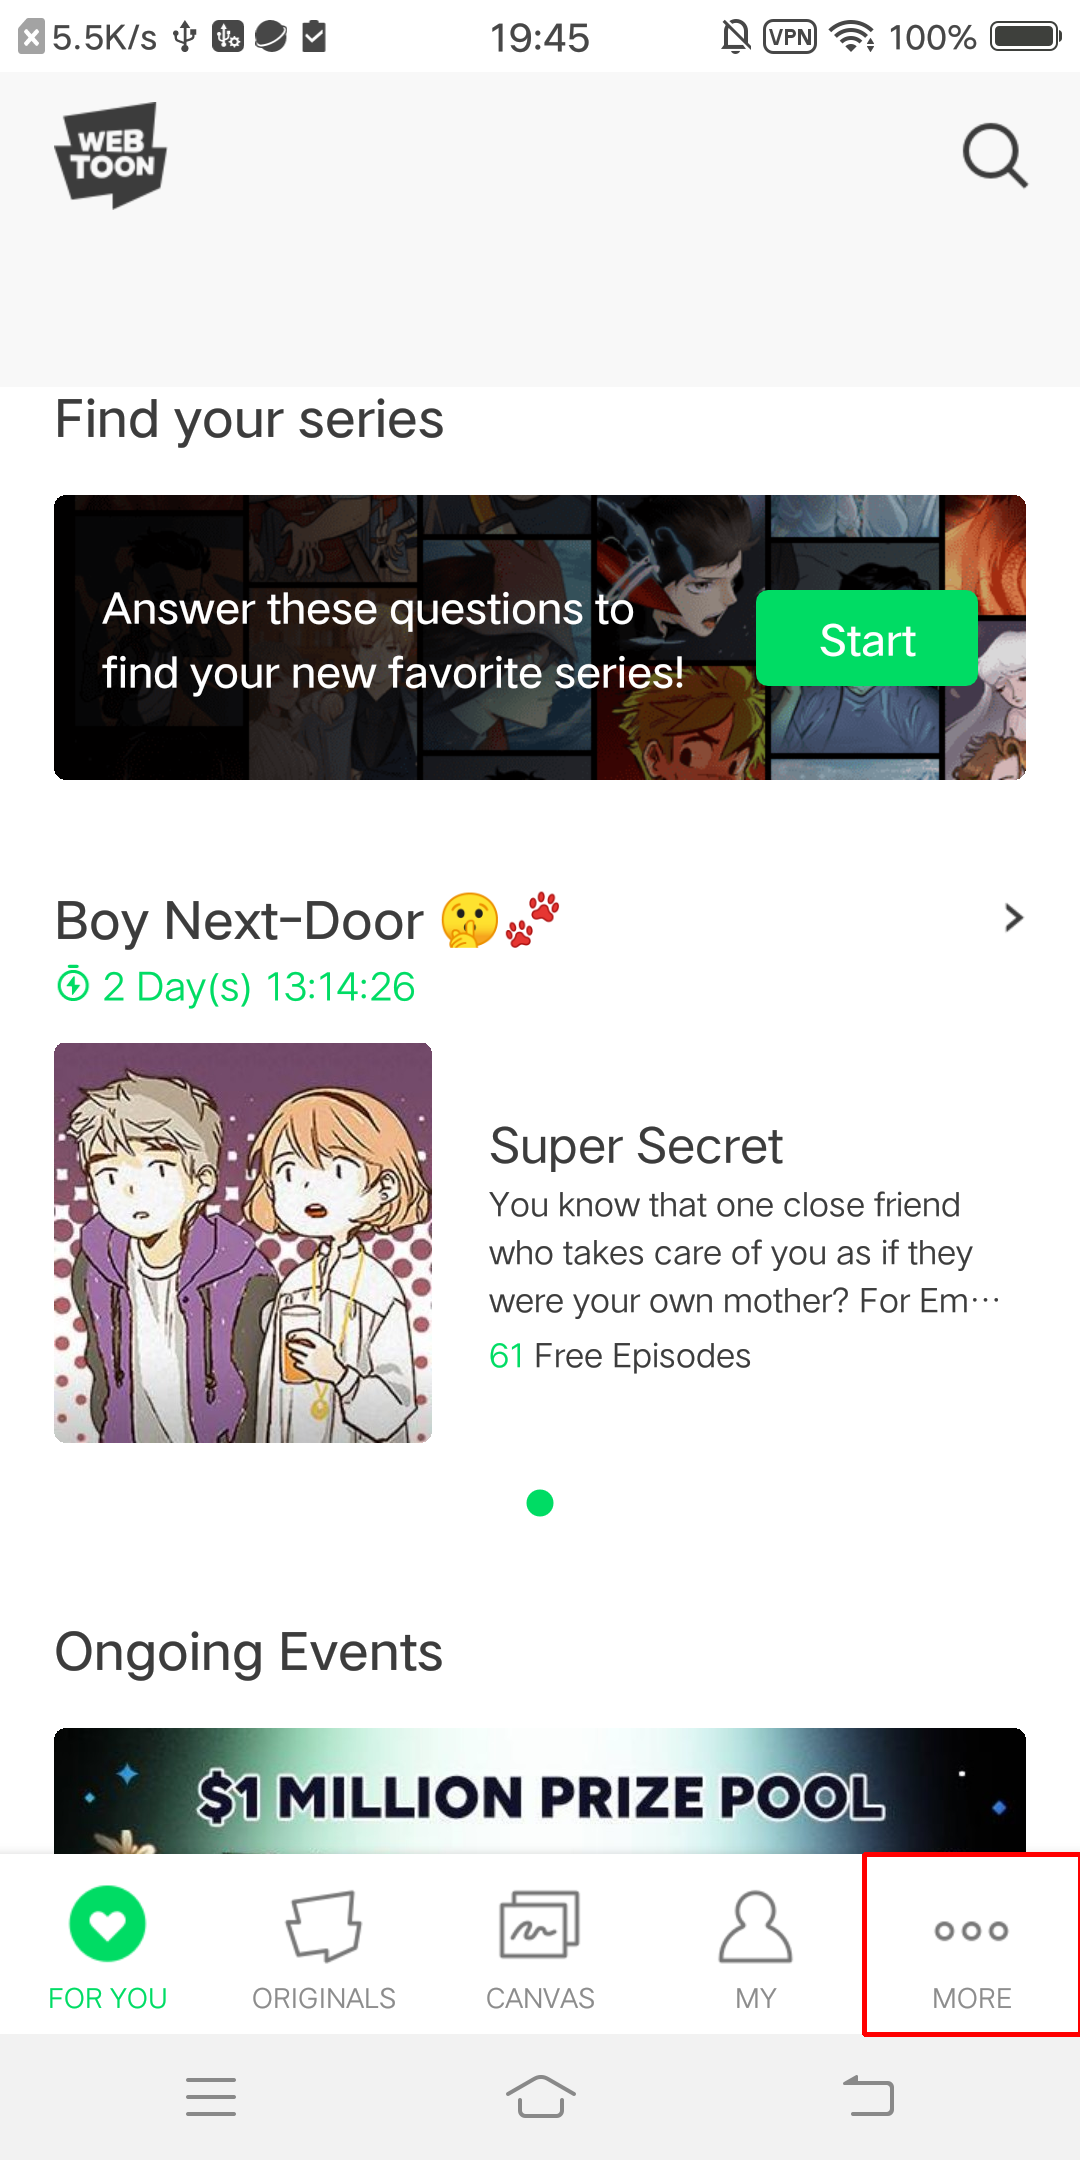 5.5K/s
19:45
VPN
100%
WEB
TOON
Find your series
Answer these questions to
find your new favorite series!
Start
Boy Next-Door
2 Day(s) 13:14:26
Super Secret
You know that one close friend
who takes care of you as if they
were your own mother? For Em…
61 Free Episodes
Ongoing Events
$1 MILLION PRIZE POOL
FOR YOU
ORIGINALS
CANVAS
MY
MORE